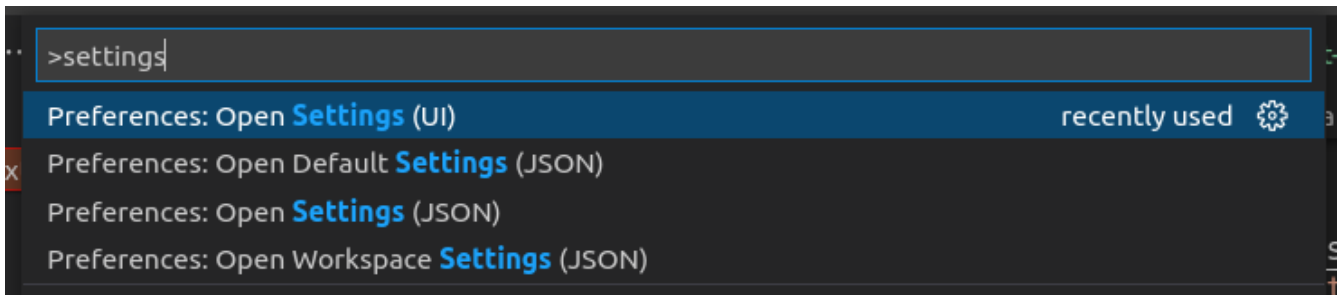 >settings
Preferences: Open Settings (UI) recently used
Preferences: Open Default Settings (JSON)
Preferences: Open Settings (JSON)
Preferences: Open Workspace Settings (JSON)